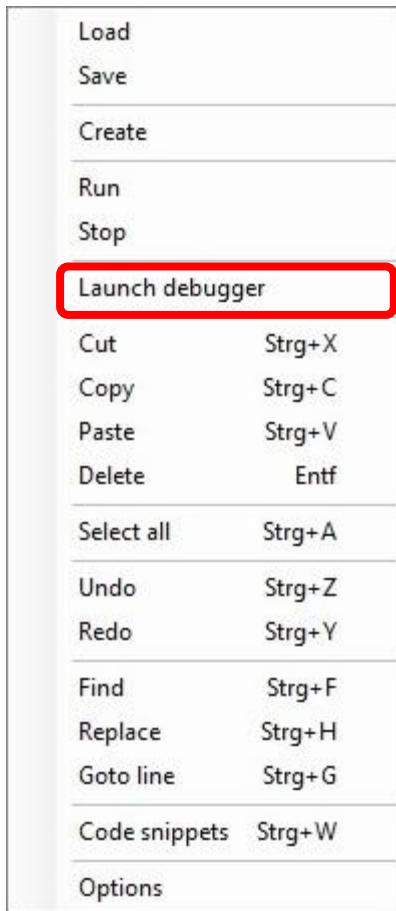 Load
Save
Create
Run
Stop
Launch debugger
Cut Strg+X
Copy Strg+C
Paste Strg+V
Delete Entf
Select all Strg+A
Undo Strg+Z
Redo Strg+Y
Find Strg+F
Replace Strg+H
Goto line Strg+G
Code snippets Strg+W
Options